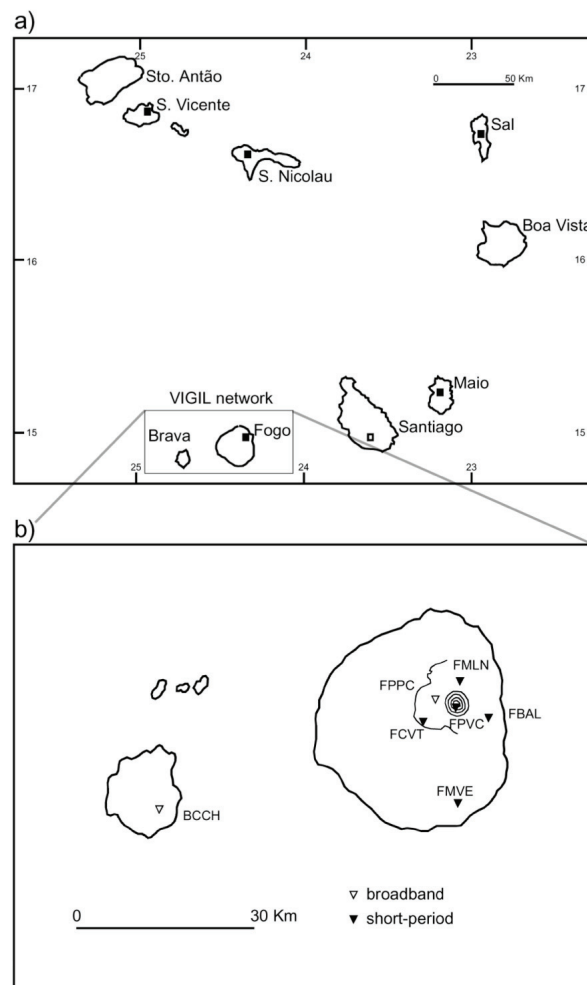 a)
25
24
23
17
17
Sto. Antão
S. Vicente
0
50 Km
Sal
S. Nicolau
Boa Vista
16
16
VIGIL network
Maio
Brava
Fogo
Santiago
15
15
25
24
23
b)
FMLN
FPPC
FBAL
FPVC
FCVT
FMVE
BCCH
broadband
0
30 Km
short-period